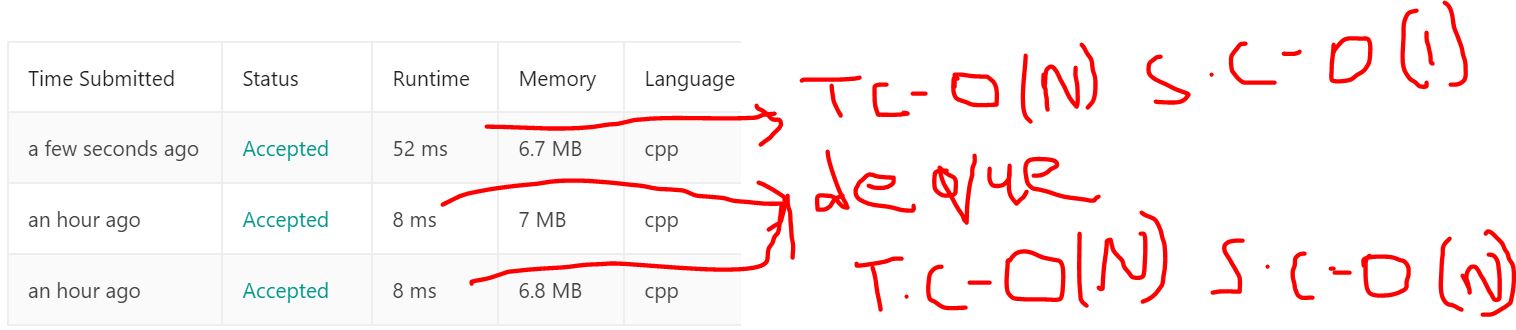 Time Submitted Status Runtime Memory Language
TC-O(N) S.C-O(1)
a few seconds ago Accepted 52 ms 6.7 MB cpp
deque
an hour ago Accepted 8 ms 7 MB cpp
T.C-O(N) S.C-O(N)
an hour ago Accepted 8 ms 6.8 MB cpp